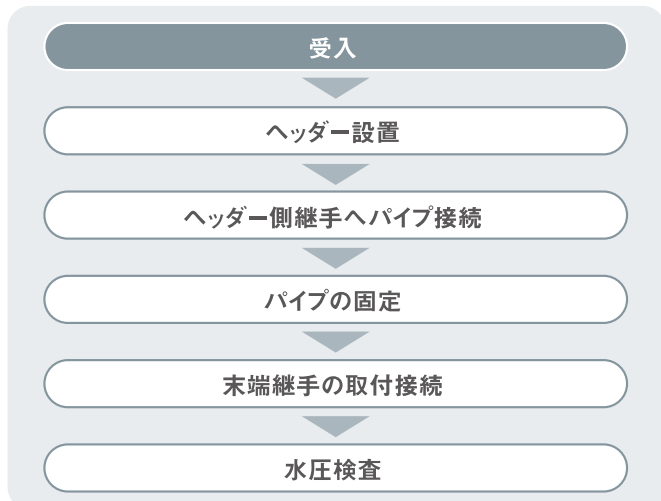 受入
ヘッダー設置
ヘッダー側継手へパイプ接続
パイプの固定
末端継手の取付接続
水圧検査